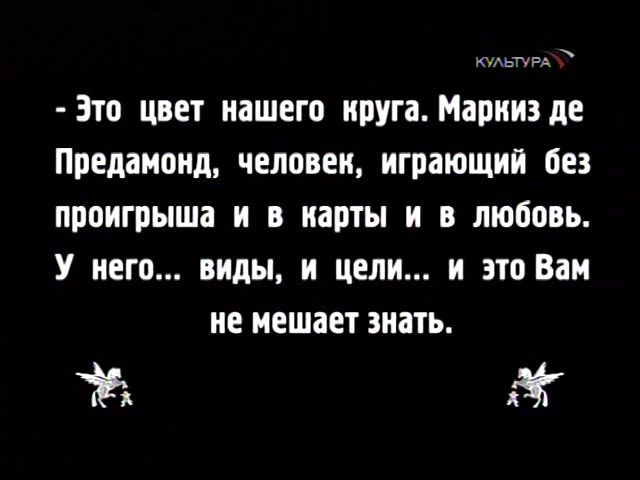 КУЛЬТУРА
- Это цвет нашего круга. Маркиз де
Предамонд, человек, играющий без
проигрыша и в карты и в любовь.
У него... виды, и цели... и это Вам
не мешает знать.